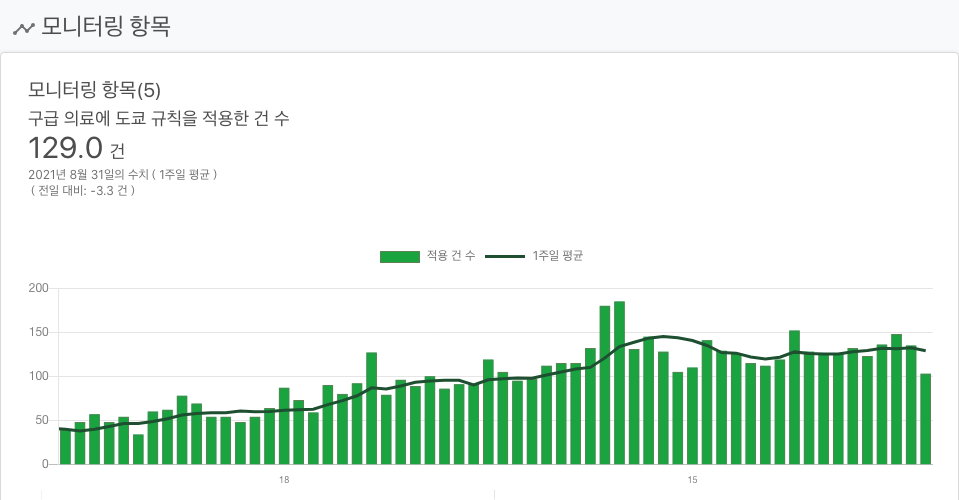 모니터링 항목
모니터링 항목(5)
구급 의료에 도쿄 규칙을 적용한 건 수
129.0 건
2021년 8월 31일의 수치 ( 1주일 평균 )
( 전일 대비: -3.3 건 )
적용 건 수 1주일 평균
200
150
100
50
0
18 15